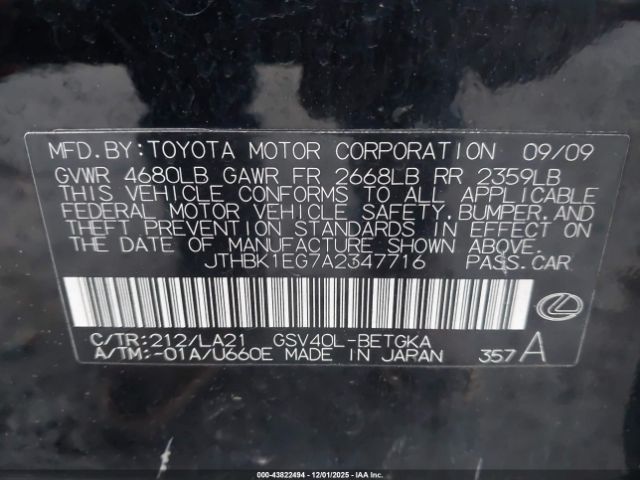 MFD.BY:TOYOTA MOTOR CORPORATION 09/09
GVWR 4680LB GAWR FR 2668LB RR 2359LB
THIS VEHICLE CONFORMS TO ALL APPLICABLE
FEDERAL MOTOR VEHICLE SAFETY,BUMPER,AND
THEFT PREVENTION STANDARDS IN EFFECT ON
THE DATE OF MANUFACTURE SHOWN ABOVE.
JTHBK1EG7A2347716 PASS.CAR
C/TR:212/LA21 GSV40L-BETGKA
A/TM:-01A/U660E MADE IN JAPAN 357A
000-43822494 - 12/01/2025 - IAA Inc.